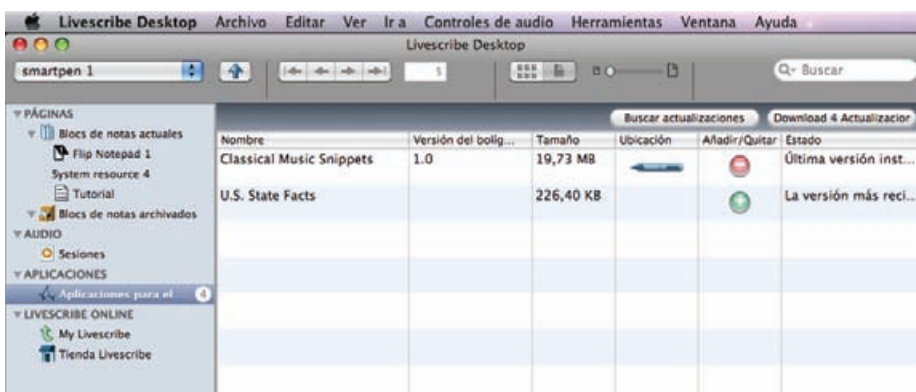 Livescribe Desktop Archivo Editar Ver Ir a Controles de audio Herramientas Ventana Ayuda
Livescribe Desktop
smartpen 1
Buscar
PÁGINAS
Blocs de notas actuales
Flip Notepad 1
System resource 4
Tutorial
Blocs de notas archivados
AUDIO
Sesiones
APLICACIONES
Aplicaciones para el 4
LIVESCRIBE ONLINE
My Livescribe
Tienda Livescribe
Buscar actualizaciones Download 4 Actualizacior
Nombre Versión del bolíg... Tamaño Ubicación Añadir/Quitar Estado
Classical Music Snippets 1.0 19,73 MB Última versión inst...
U.S. State Facts 226,40 KB La versión más reci...